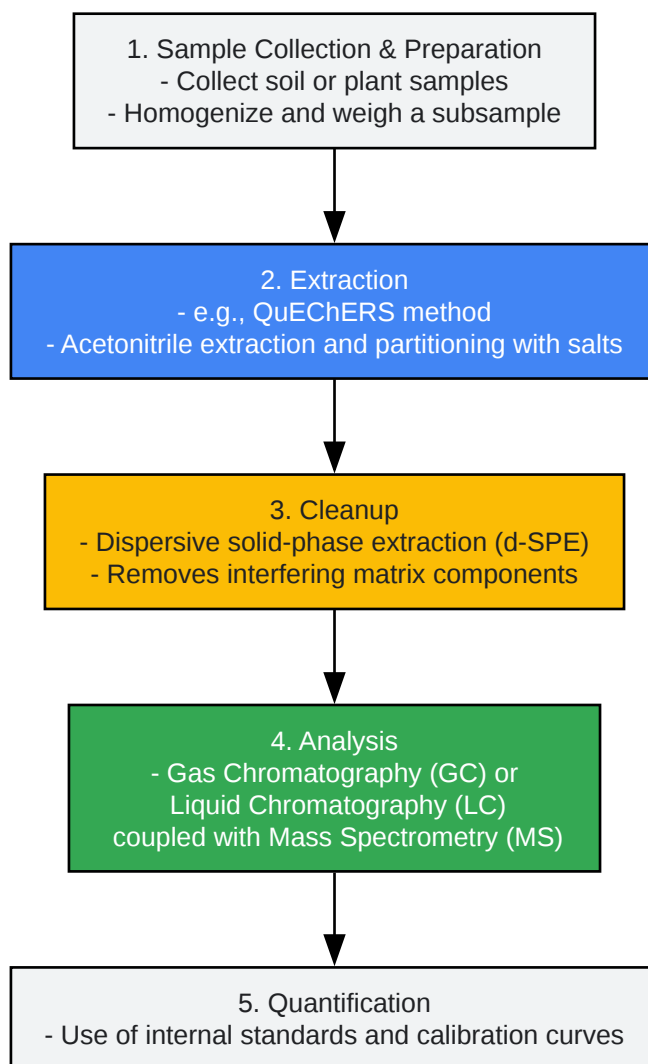 1. Sample Collection & Preparation
- Collect soil or plant samples
- Homogenize and weigh a subsample
2. Extraction
- e.g., QuEChERS method
- Acetonitrile extraction and partitioning with salts
3. Cleanup
- Dispersive solid-phase extraction (d-SPE)
- Removes interfering matrix components
4. Analysis
- Gas Chromatography (GC) or
Liquid Chromatography (LC)
coupled with Mass Spectrometry (MS)
5. Quantification
- Use of internal standards and calibration curves